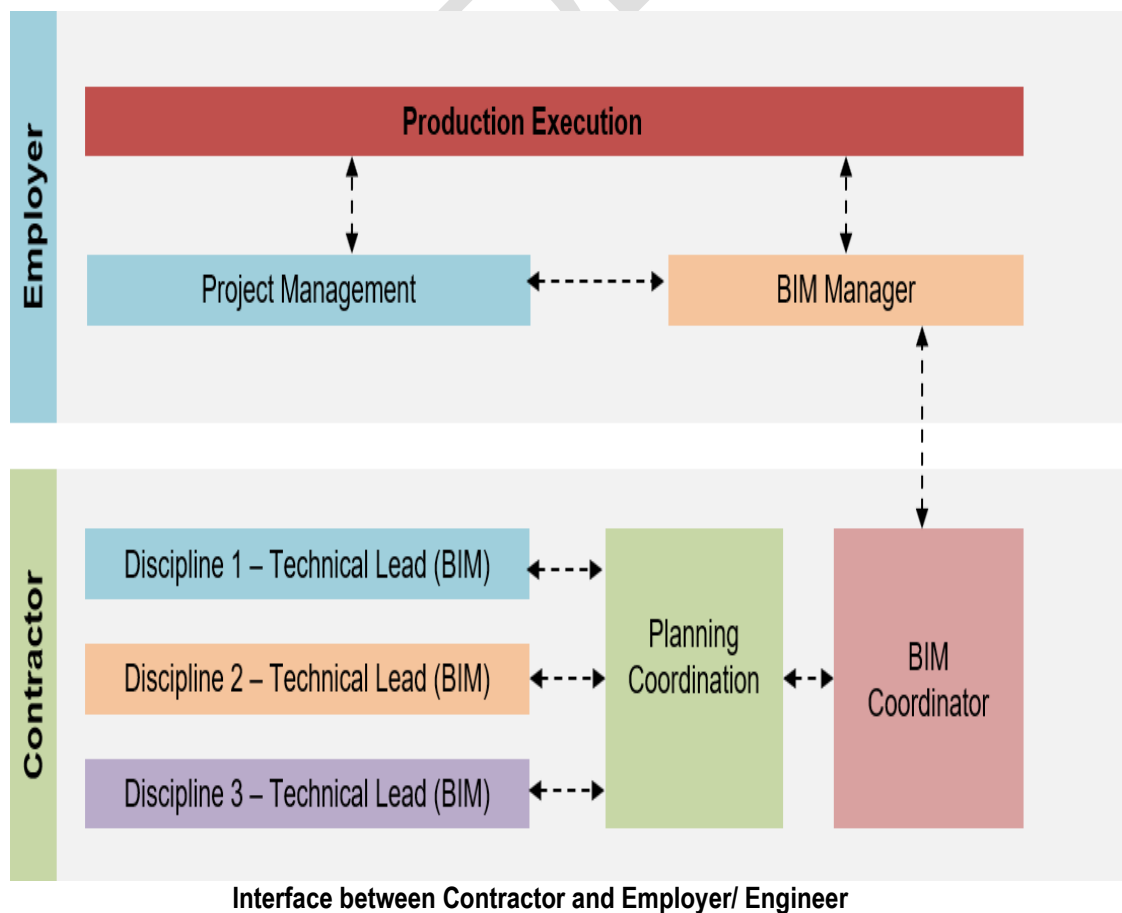 Employer
Production Execution
Project Management
BIM Manager
Contractor
Discipline 1 – Technical Lead (BIM)
Discipline 2 – Technical Lead (BIM)
Discipline 3 – Technical Lead (BIM)
Planning
Coordination
BIM
Coordinator
Interface between Contractor and Employer/ Engineer